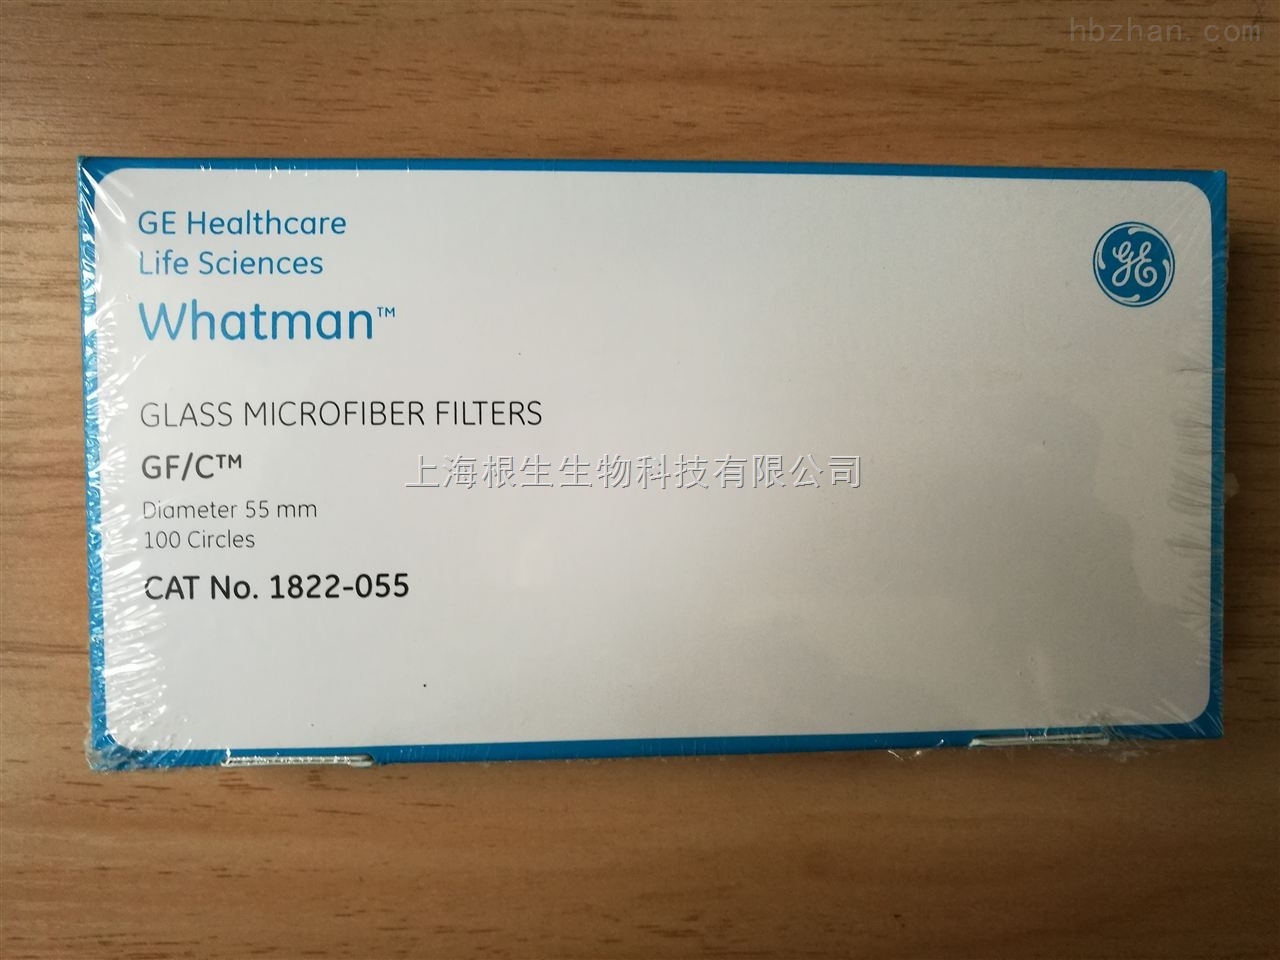 hbzhan.com
GE Healthcare
Life Sciences
Whatman™
GE
GLASS MICROFIBER FILTERS
GF/C™
上海根生生物科技有限公司
Diameter 55 mm
100 Circles
CAT No. 1822-055